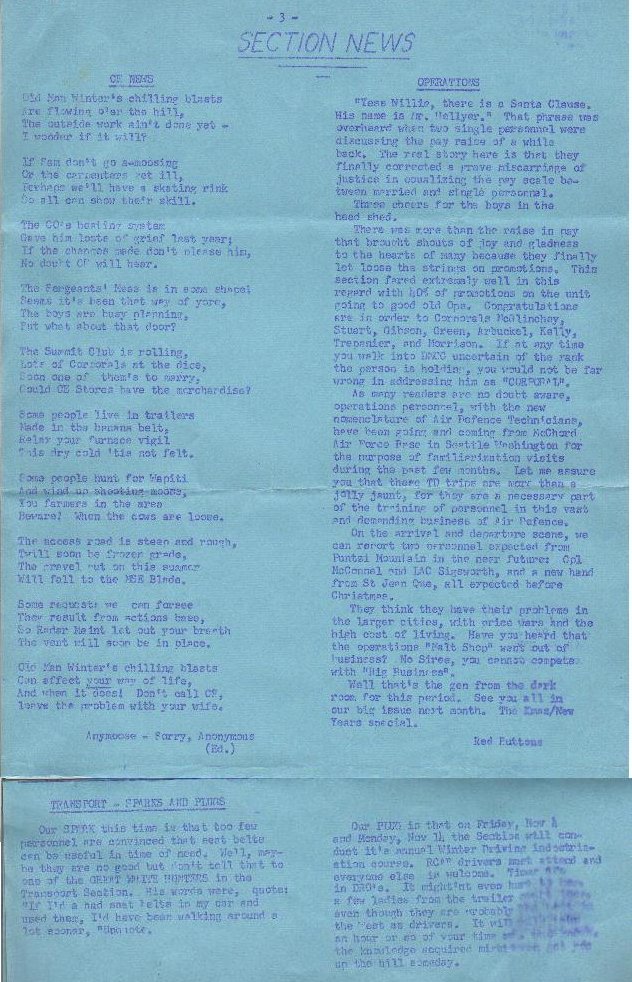 - 3 -
SECTION NEWS
CE NEWS
Old Man Winter's chilling blasts
Are flowing o'er the hill,
The outside work ain't done yet -
I wonder if it will?
If Sam don't go a-moosing
Or the carpenters get ill,
Perhaps we'll have a skating rink
So all can show their skill.
The CO's heating system
Gave him loots of grief last year;
If the changes made don't please him,
No doubt CE will hear.
The Sergeants' Mess is in some shape!
Seems it's been that way of yore,
The boys are busy planning,
But what about that door?
The Summit Club is rolling,
Lots of Corporals at the dice,
Soon one of them's to marry,
Could CE Stores have the merchandise?
Some people live in trailers
Made in the banana belt,
Relax your furnace vigil
This dry cold 'tis not felt.
Some people hunt for Wapiti
And wind up shooting moose,
You farmers in the area
Beware! When the cows are loose.
The access road is steep and rough,
Twill soon be frozen grade,
The gravel put on this summer
Will fall to the MSE Blade.
Some requests we can forsee
They result from actions base,
So Radar Maint let out your breath
The vent will soon be in place.
Old Man Winter's chilling blasts
Can affect your way of life,
And when it does! Don't call CE,
leave the problem with your wife.
Anymoose - Farry, Anonymous
(Ed.)
OPERATIONS
"Yess Willie, there is a Santa Clause.
His name is Mr. Hellyer." That phrase was
overheard when two single personnel were
discussing the pay raise of a while
back. The real story here is that they
finally corrected a grave miscarriage of
justice in equalizing the pay scale be-
tween married and single personnel.
Three cheers for the boys in the
head shed.
There was more than the raise in pay
that brought shouts of joy and gladness
to the hearts of many because they finally
let loose the strings on promotions. This
section fared extremely well in this
regard with 40% of promotions on the unit
going to good old Ops. Congratulations
are in order to Corporals McGlinchey,
Stuart, Gibson, Green, Arbuckel, Kelly,
Trepanier, and Morrison. If at any time
you walk into uncertain of the rank
the person is holding, you would not be far
wrong in addressing him as "CORPORAL".
As many readers are no doubt aware,
operations personnel, with the new
nomenclature of Air Defence Technicians,
have been going and coming from McChord
Air Force Base in Seattle Washington for
the purpose of familiarization visits
during the past few months. Let me assure
you that these TD trips are more than a
jolly jaunt, for they are a necessary part
of the training of personnel in this vast
and demanding business of Air Defence.
On the arrival and departure scene, we
can report two personnel expected from
Puntzi Mountain in the near future: Cpl
McConnel and LAC Sigsworth, and a new hand
from St Jean Que, all expected before
Christmas.
They think they have their problems in
the larger cities, with price wars and the
high cost of living. Have you heard that
the operations "Malt Shop" went out of
business? No Siree, you cannot compete
with "Big Business".
Well that's the gen from the dark
room for this period. See you all in
our big issue next month. The Xmas/New
Years special.
Red Buttons
TRANSPORT - SPARKS AND PLUGS
Our SPARK this time is that too few
personnel are convinced that seat belts
can be useful in time of need. Well, may-
be they are no good but don't tell that to
one of the GREAT WHITE HUNTERS in the
Transport Section. His words were, quote:
"If I'd a had seat belts in my car and
used them, I'd have been walking around a
lot sooner, "Unquote.
Our PLUG is that on Friday, Nov 4
and Monday, Nov 14 the Section will con-
duct it's annual Winter Driving indoctrin-
ation course. RCAF drivers must attend and
everyone else is welcome. Times are
in DRO's. It might'nt even hurt to have
a few ladies from the trailer
even though they are probably
the best as drivers. It will
an hour or so of your time
the knowledge acquired might
up the hill someday.